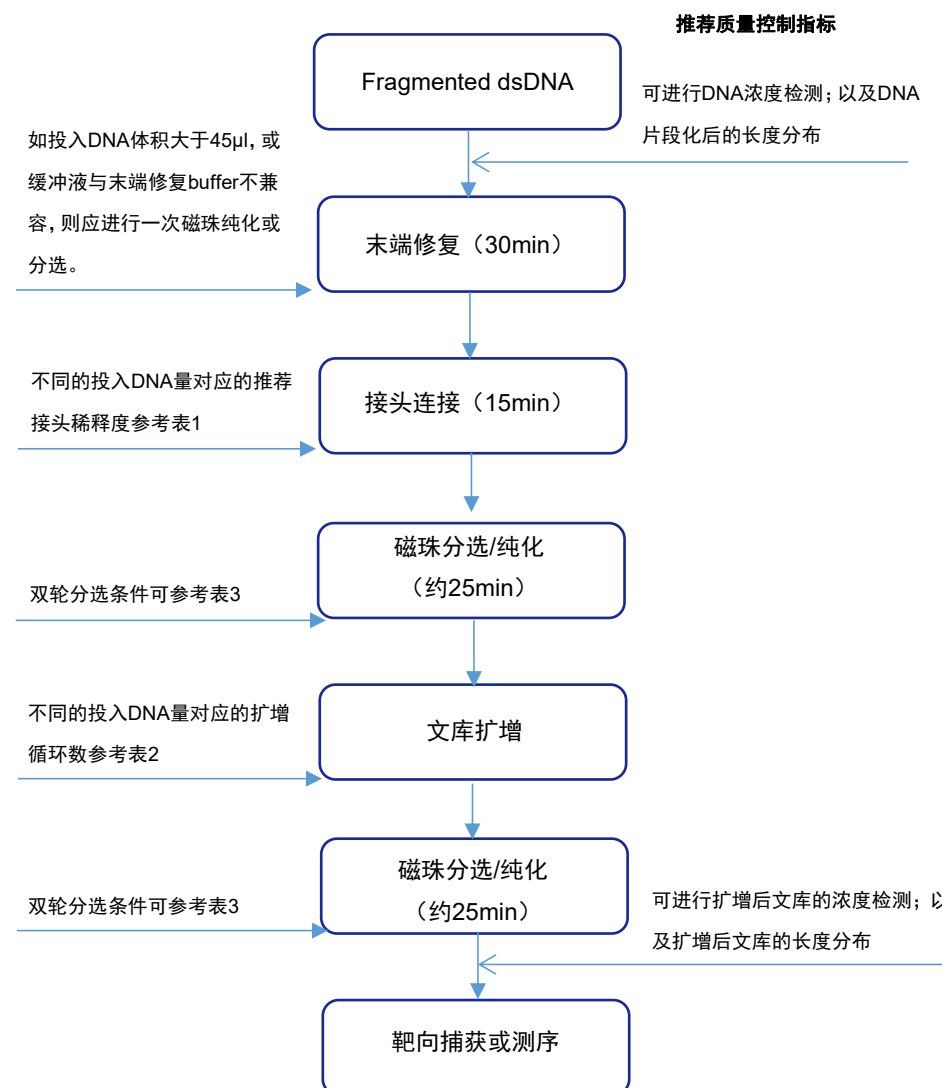 推荐质量控制指标
Fragmented dsDNA
可进行DNA浓度检测；以及DNA
片段化后的长度分布
如投入DNA体积大于45μl，或
缓冲液与末端修复buffer不兼
容，则应进行一次磁珠纯化或
分选。
末端修复（30min）
不同的投入DNA量对应的推荐
接头稀释度参考表1
接头连接（15min）
磁珠分选/纯化
（约25min）
双轮分选条件可参考表3
不同的投入DNA量对应的扩增
循环数参考表2
文库扩增
磁珠分选/纯化
（约25min）
双轮分选条件可参考表3
可进行扩增后文库的浓度检测；以
及扩增后文库的长度分布
靶向捕获或测序